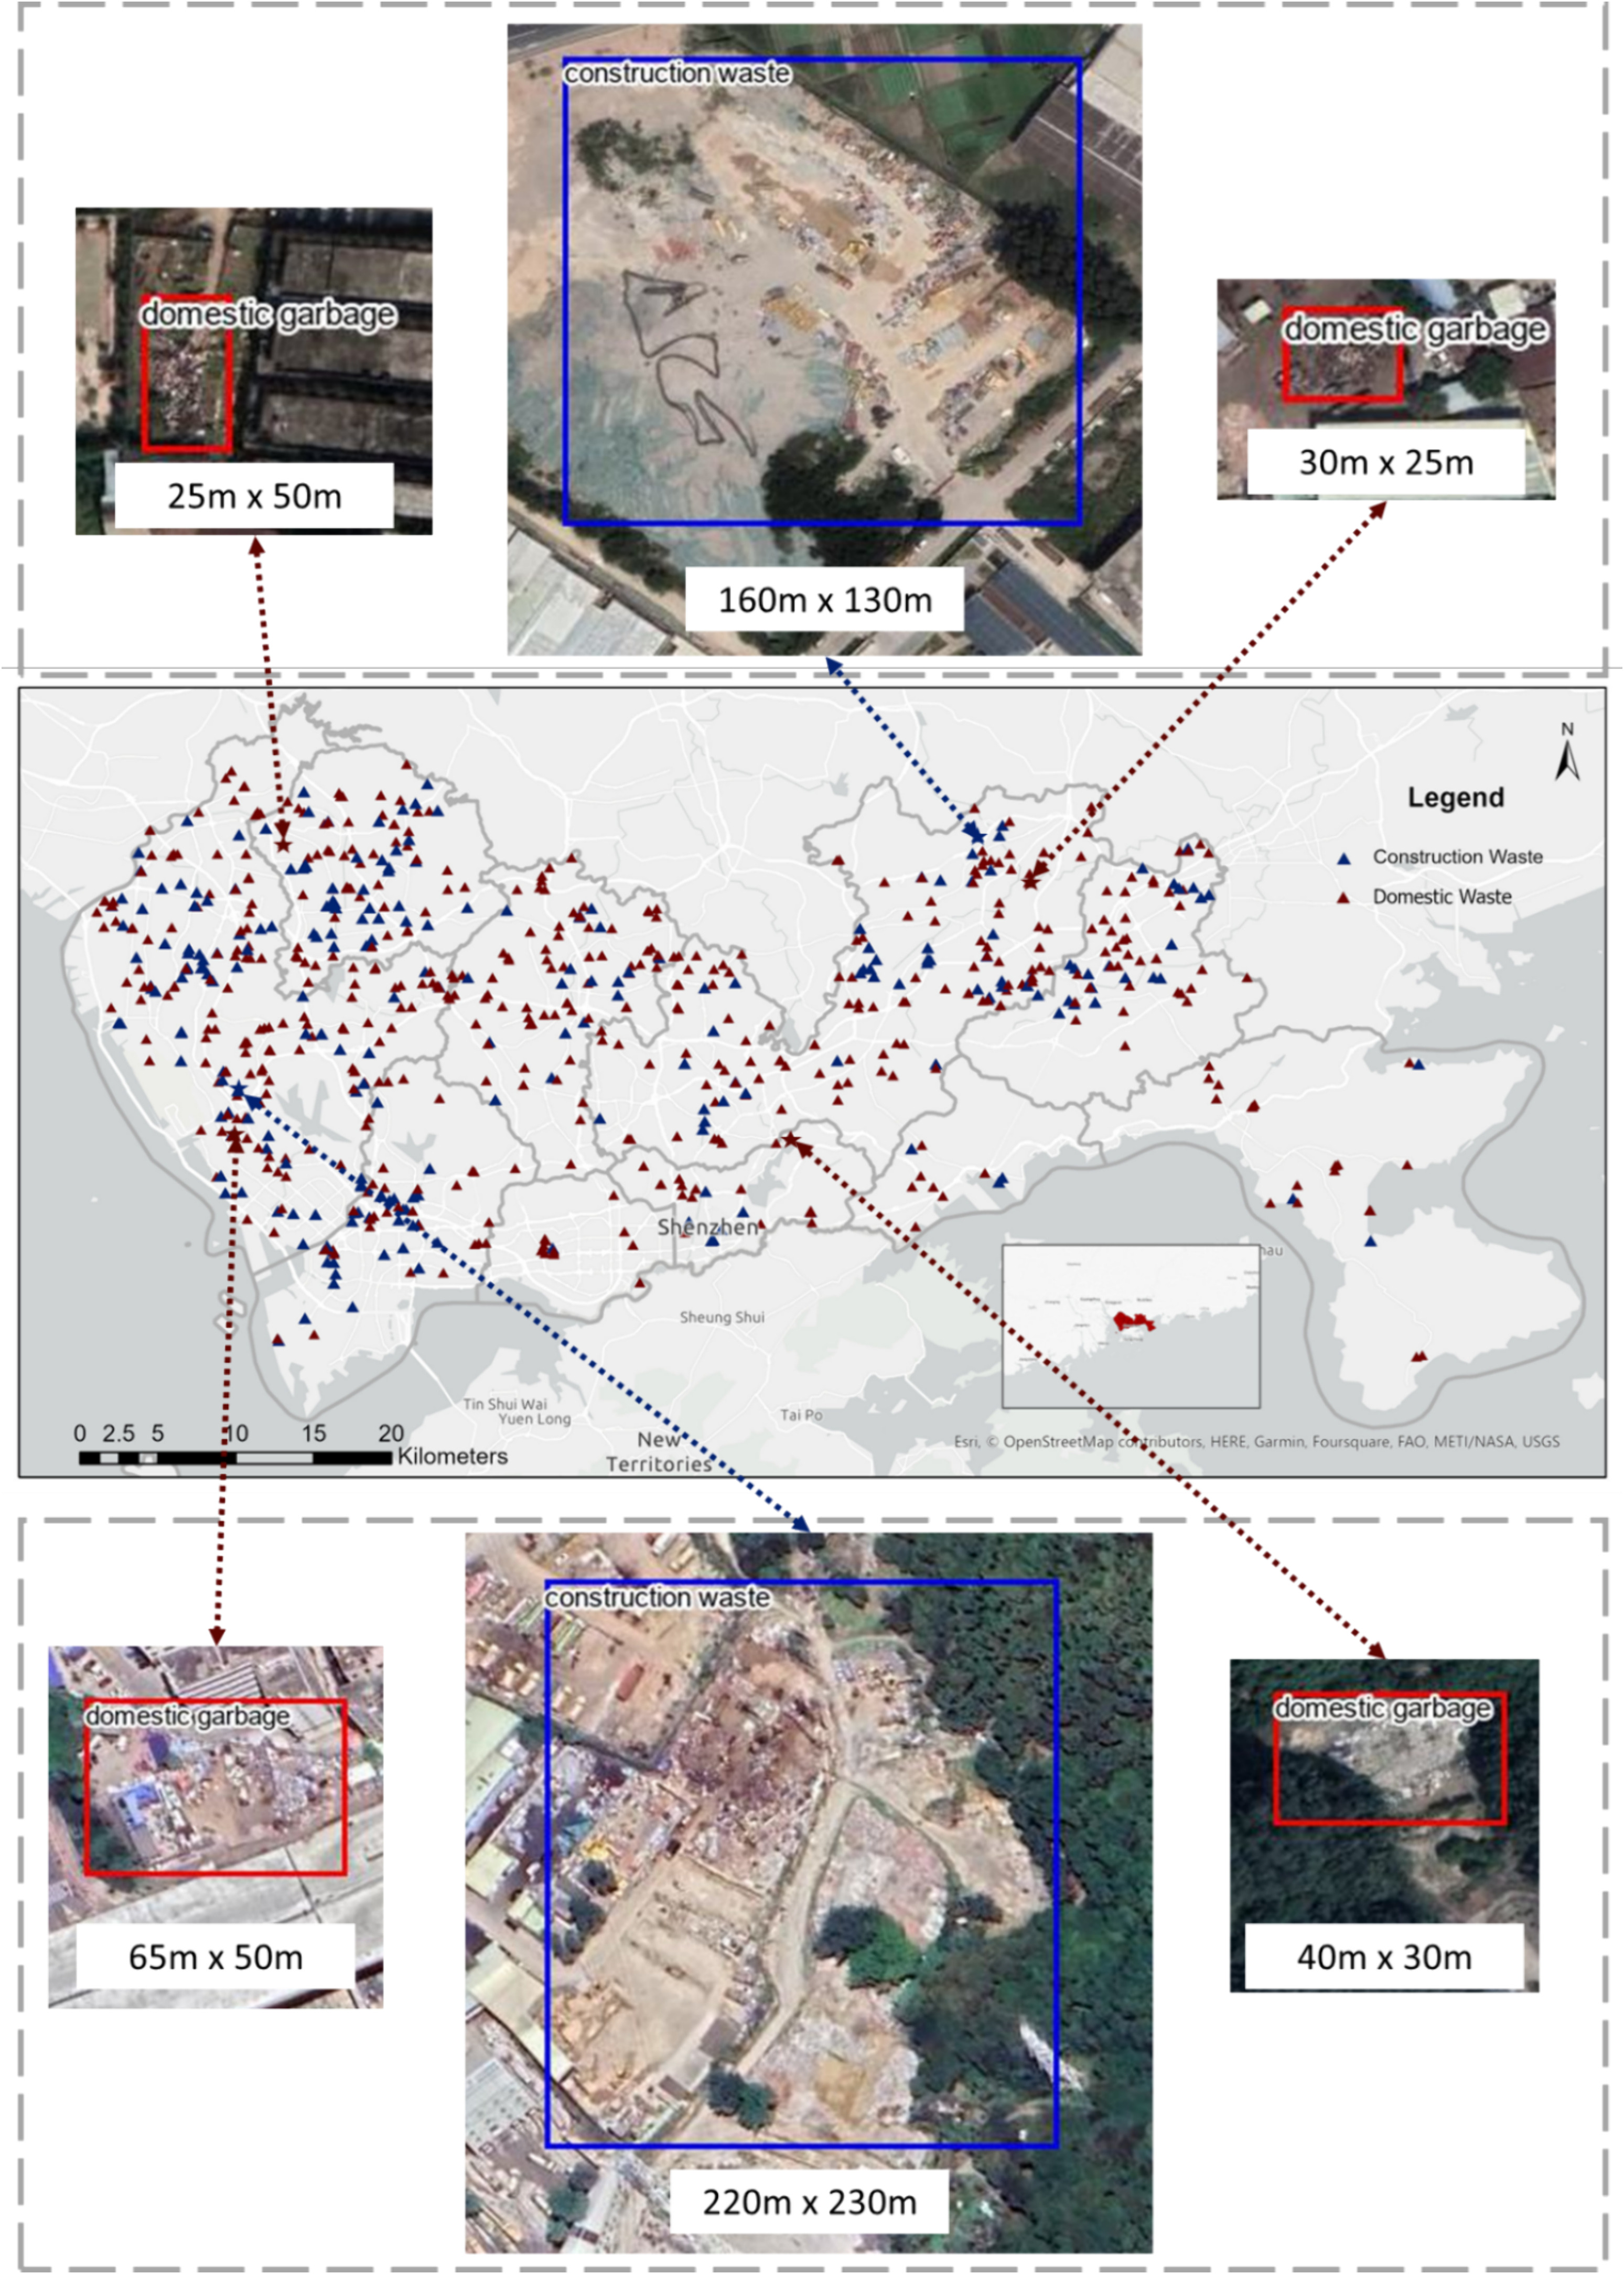 construction waste
domestic garbage
domestic garbage
25m x 50m
30m x 25m
160m x 130m
N
Legend
Construction Waste
Domestic Waste
Shenzhen
Sheung Shui
Tin Shui Wai
Yuen Long
Tai Po
New
Territories
0 2.5 5 10 15 20
Kilometers
Esri, © OpenStreetMap contributors, HERE, Garmin, Foursquare, FAO, METI/NASA, USGS
construction waste
domestic garbage
domestic garbage
65m x 50m
40m x 30m
220m x 230m